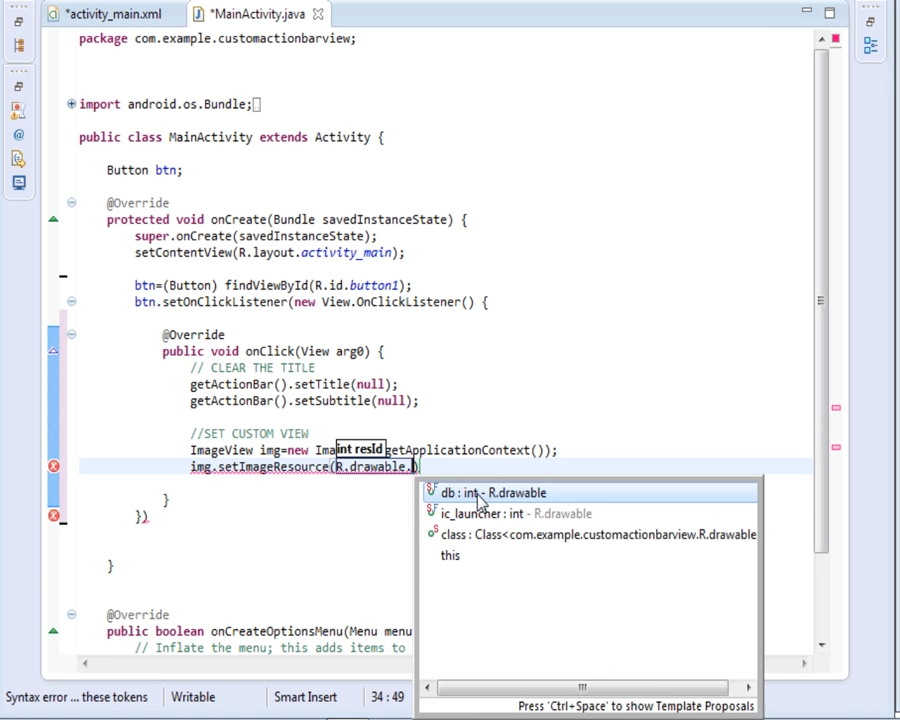 *activity_main.xml
*MainActivity.java
package com.example.customactionbarview;
import android.os.Bundle;
public class MainActivity extends Activity {
Button btn;
@Override
protected void onCreate(Bundle savedInstanceState) {
super.onCreate(savedInstanceState);
setContentView(R.layout.activity_main);
btn=(Button) findViewById(R.id.button1);
btn.setOnClickListener(new View.OnClickListener() {
@Override
public void onClick(View arg0) {
// CLEAR THE TITLE
getActionBar().setTitle(null);
getActionBar().setSubtitle(null);
//SET CUSTOM VIEW
ImageView img=new Ima int resId getApplicationContext());
img.setImageResource(R.drawable.)
db : int - R.drawable
ic_launcher : int - R.drawable
class : Class<com.example.customactionbarview.R.drawable
this
}
})
}
@Override
public boolean onCreateOptionsMenu(Menu menu
// Inflate the menu; this adds items to
Press 'Ctrl+Space' to show Template Proposals
Syntax error ... these tokens
Writable
Smart Insert
34 : 49